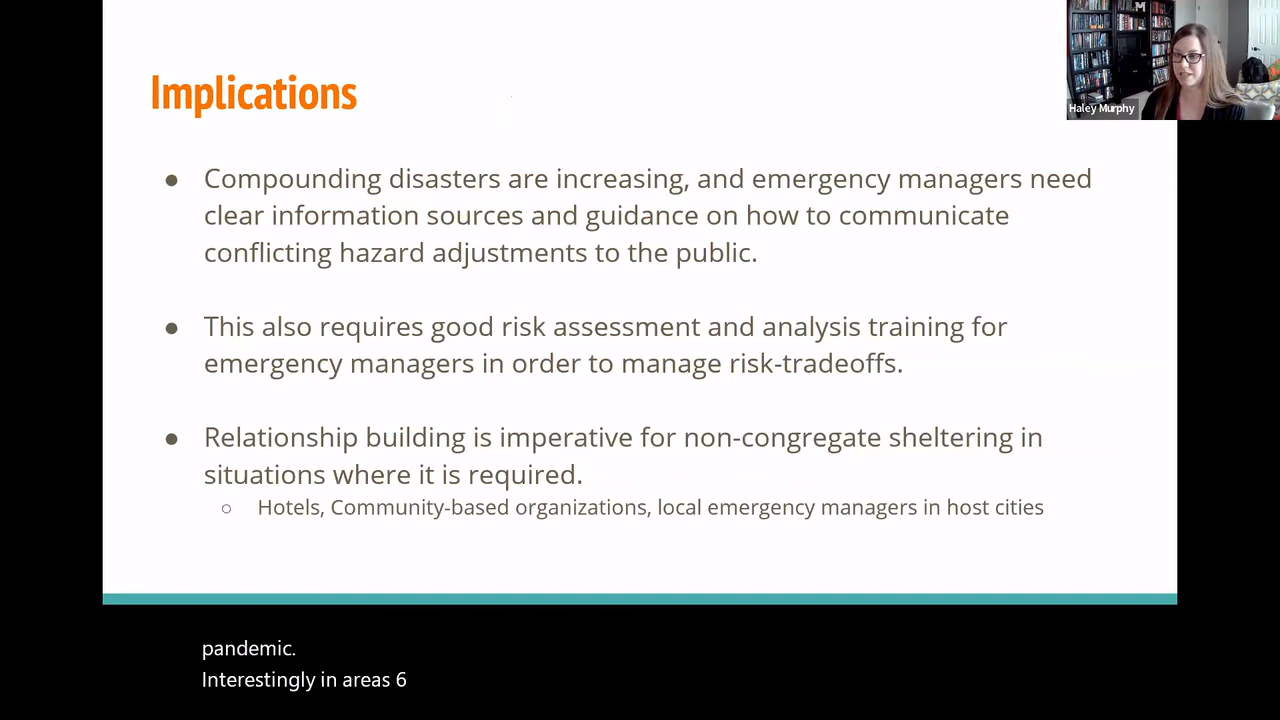 Implications
Haley Murphy
● Compounding disasters are increasing, and emergency managers need
clear information sources and guidance on how to communicate
conflicting hazard adjustments to the public.
● This also requires good risk assessment and analysis training for
emergency managers in order to manage risk-tradeoffs.
● Relationship building is imperative for non-congregate sheltering in
situations where it is required.
○ Hotels, Community-based organizations, local emergency managers in host cities
pandemic.
Interestingly in areas 6